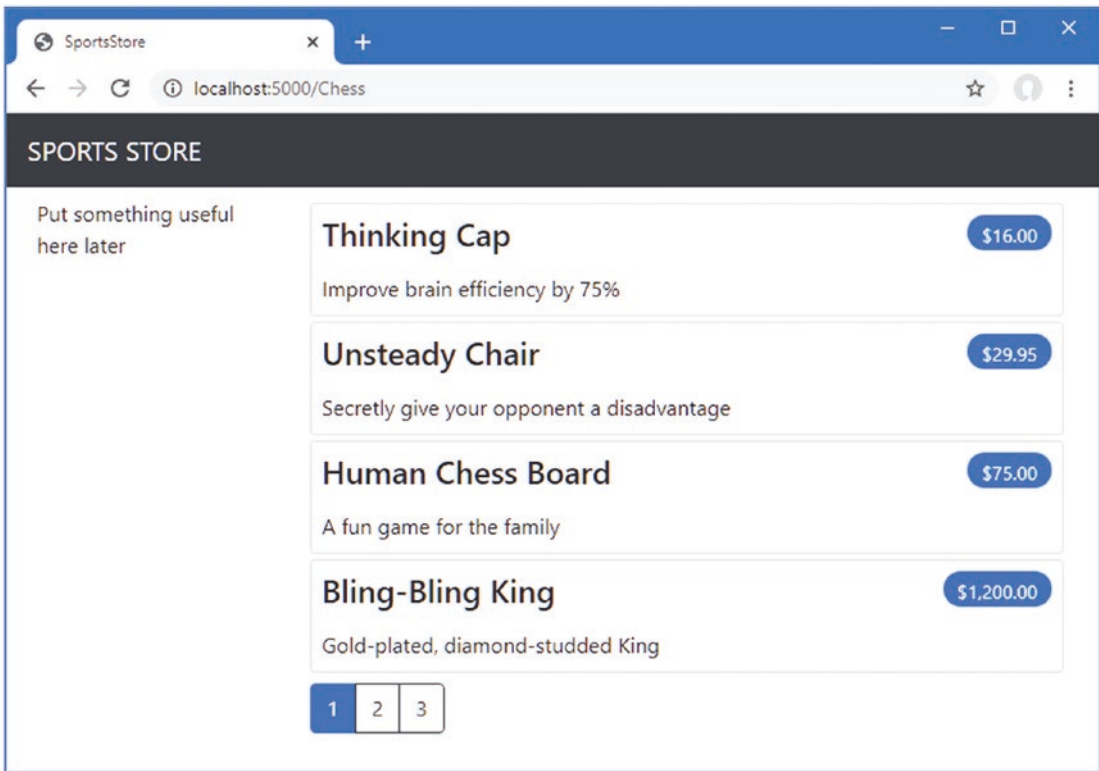 SportsStore
localhost:5000/Chess
SPORTS STORE
Put something useful
here later
Thinking Cap
$16.00
Improve brain efficiency by 75%
Unsteady Chair
$29.95
Secretly give your opponent a disadvantage
Human Chess Board
$75.00
A fun game for the family
Bling-Bling King
$1,200.00
Gold-plated, diamond-studded King
1 2 3